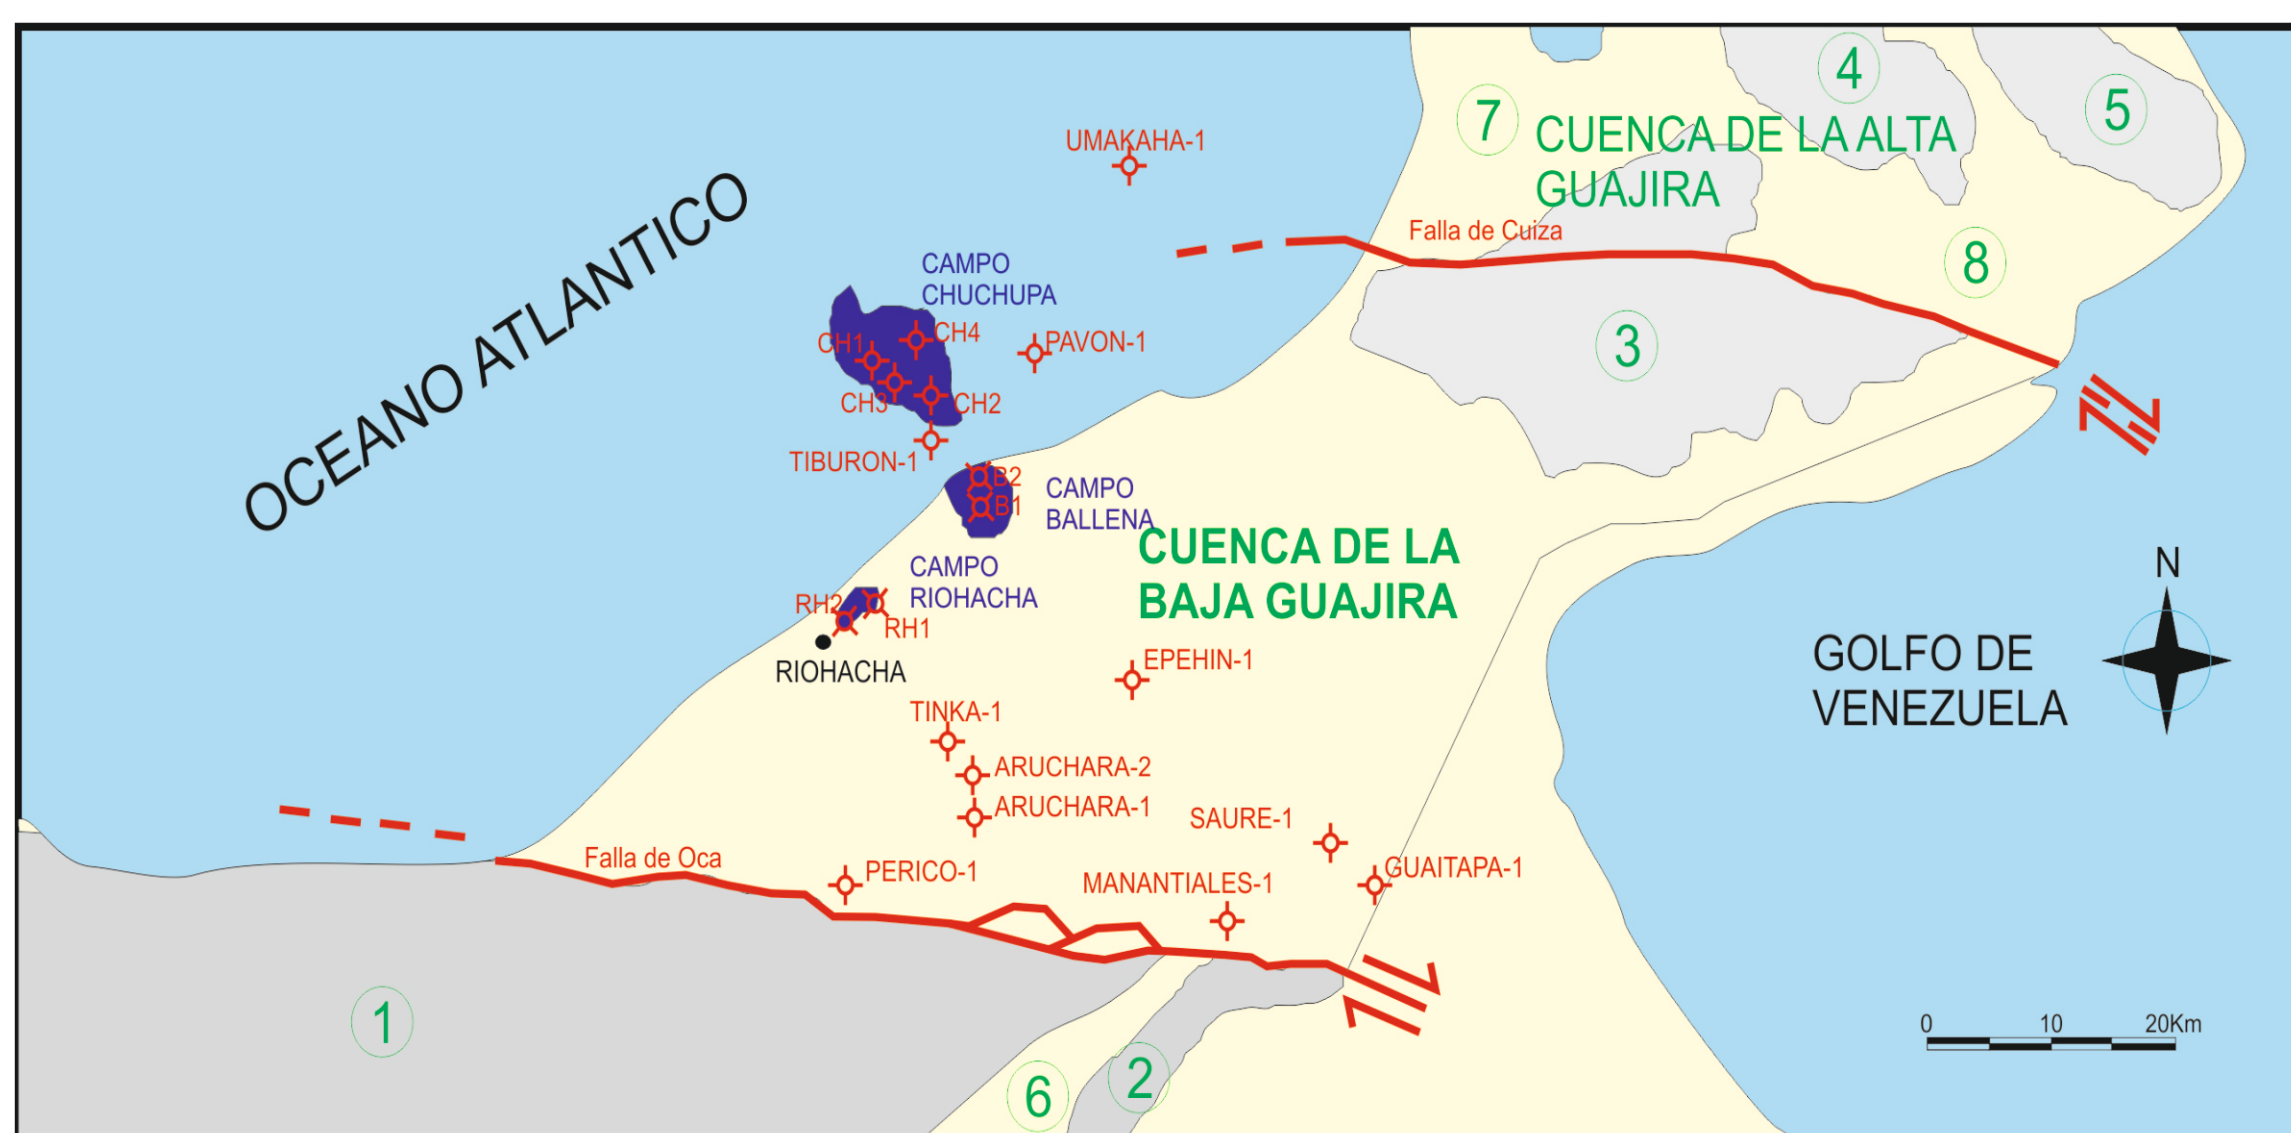 4
5
7
CUENCA DE LA ALTA
GUAJIRA
UMAKAHA-1
OCEANO ATLANTICO
Falla de Cuiza
8
CAMPO
CHUCHUPA
CH4
CH1
PAVON-1
3
CH3
CH2
TIBURON-1
B2
B1
CAMPO
BALLENA
CUENCA DE LA
BAJA GUAJIRA
CAMPO
RIOHACHA
RH2
RH1
RIOHACHA
N
GOLFO DE
VENEZUELA
EPEHIN-1
TINKA-1
ARUCHARA-2
ARUCHARA-1
SAURE-1
Falla de Oca
PERICO-1
MANANTIALES-1
GUAITAPA-1
1
6
2
0 10 20Km